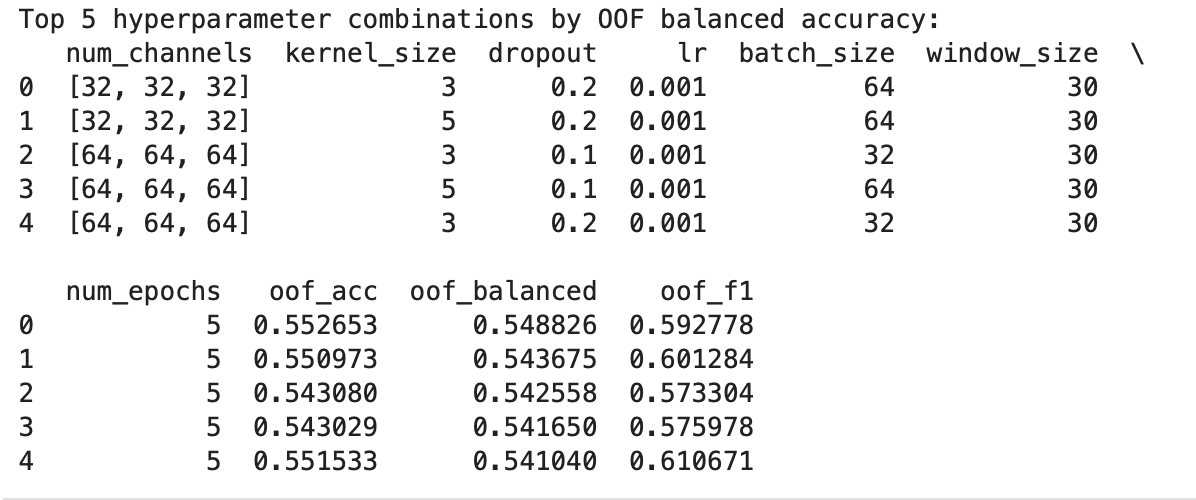 Top 5 hyperparameter combinations by OOF balanced accuracy:
   num_channels  kernel_size  dropout     lr  batch_size  window_size  \
0  [32, 32, 32]            3      0.2  0.001          64           30
1  [32, 32, 32]            5      0.2  0.001          64           30
2  [64, 64, 64]            3      0.1  0.001          32           30
3  [64, 64, 64]            5      0.1  0.001          64           30
4  [64, 64, 64]            3      0.2  0.001          32           30

   num_epochs   oof_acc  oof_balanced    oof_f1
0           5  0.552653      0.548826  0.592778
1           5  0.550973      0.543675  0.601284
2           5  0.543080      0.542558  0.573304
3           5  0.543029      0.541650  0.575978
4           5  0.551533      0.541040  0.610671